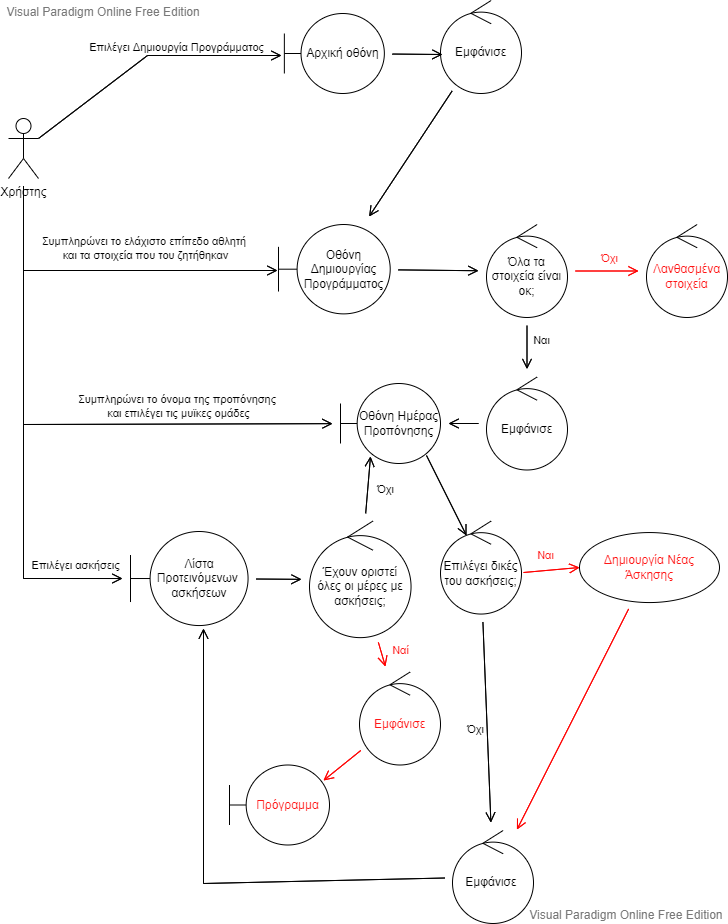 Visual Paradigm Online Free Edition
Επιλέγει Δημιουργία Προγράμματος
Αρχική οθόνη
Εμφάνισε
Χρήστης
Συμπληρώνει το ελάχιστο επίπεδο αθλητή
και τα στοιχεία που του ζητήθηκαν
Οθόνη
Δημιουργίας
Προγράμματος
Όλα τα
στοιχεία είναι
οκ;
Όχι
Λανθασμένα
στοιχεία
Ναι
Συμπληρώνει το όνομα της προπόνησης
και επιλέγει τις μυϊκες ομάδες
Οθόνη Ημέρας
Προπόνησης
Εμφάνισε
Όχι
Επιλέγει ασκήσεις
Λίστα
Προτεινόμενων
ασκήσεων
Έχουν οριστεί
όλες οι μέρες με
ασκήσεις;
Επιλέγει δικές
του ασκήσεις;
Ναι
Δημιουργία Νέας
Άσκησης
Ναί
Εμφάνισε
Όχι
Πρόγραμμα
Εμφάνισε
Visual Paradigm Online Free Edition